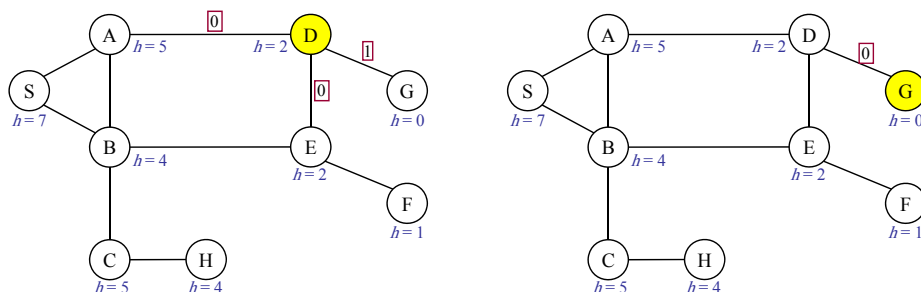 0
A
D
h = 5
h = 2
1
S
0
G
h = 7
h = 0
B
E
h = 4
h = 2
F
h = 1
C
H
h = 5
h = 4
A
D
h = 5
h = 2
0
S
G
h = 7
h = 0
B
E
h = 4
h = 2
F
h = 1
C
H
h = 5
h = 4